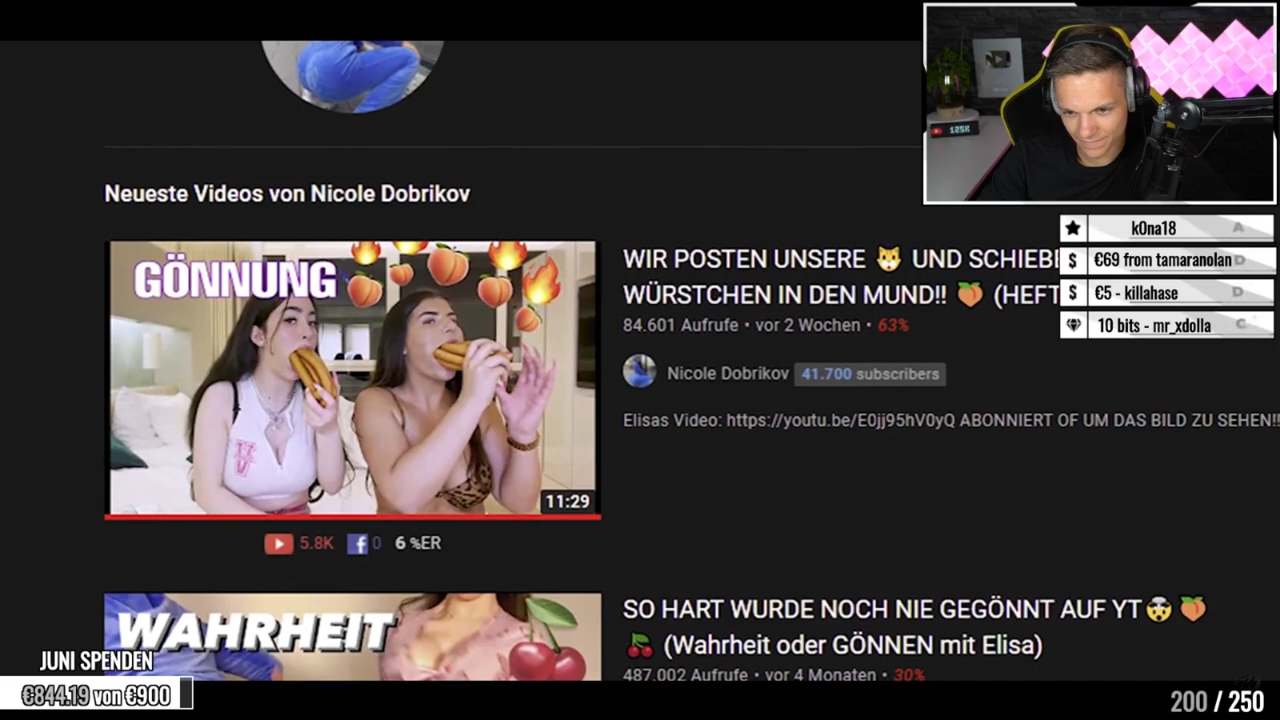 125K
Neueste Videos von Nicole Dobrikov
GÖNNUNG
11:29
WIR POSTEN UNSERE 🐱 UND SCHIEBE
WÜRSTCHEN IN DEN MUND!! 🍑 (HEFT
84.601 Aufrufe • vor 2 Wochen • 63%
Nicole Dobrikov 41.700 subscribers
Elisas Video: https://youtu.be/E0jj95hV0yQ ABONNIERT OF UM DAS BILD ZU SEHEN!!
k0na18 A
$ €69 from tamaranolan D
$ €5 - killahase D
10 bits - mr_xdolla C
5.8K 0 6 %ER
WAHRHEIT
SO HART WURDE NOCH NIE GEGÖNNT AUF YT 🤯 🍑
🍒 (Wahrheit oder GÖNNEN mit Elisa)
487.002 Aufrufe • vor 4 Monaten • 30%
JUNI SPENDEN
€844.19 von €900
200 / 250